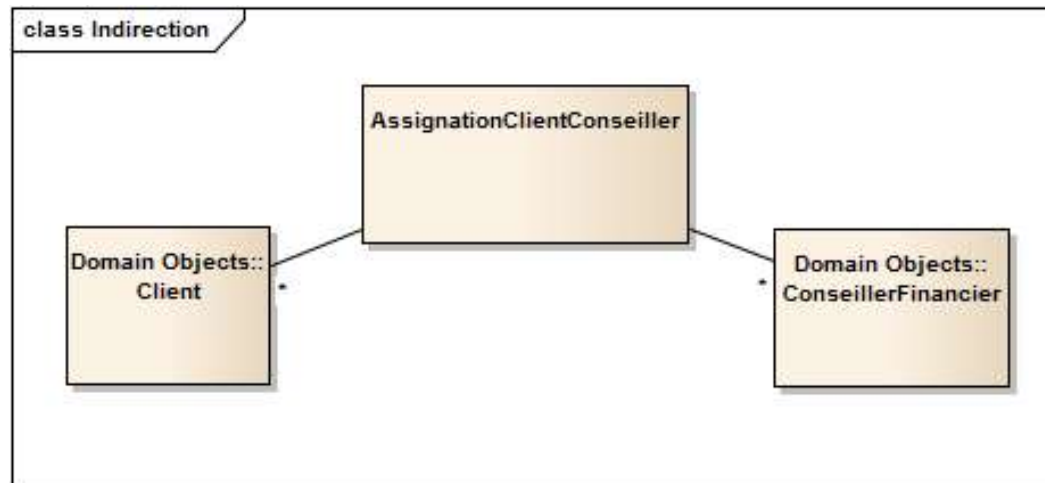 class Indirection
AssignationClientConseiller
Domain Objects::
Client
*
Domain Objects::
ConseillerFinancier
*